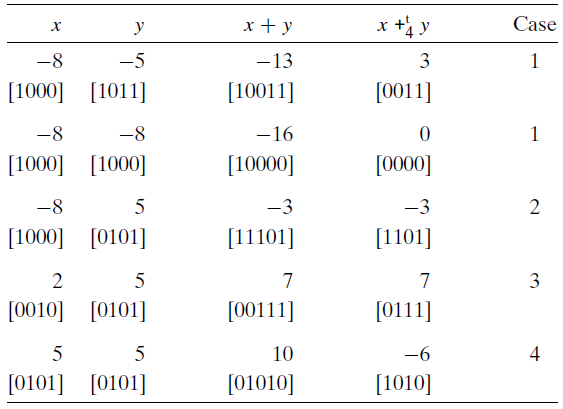 x y x + y x +ᵗ₄ y Case
−8 −5 −13 3 1
[1000] [1011] [10011] [0011]
−8 −8 −16 0 1
[1000] [1000] [10000] [0000]
−8 5 −3 −3 2
[1000] [0101] [11101] [1101]
2 5 7 7 3
[0010] [0101] [00111] [0111]
5 5 10 −6 4
[0101] [0101] [01010] [1010]